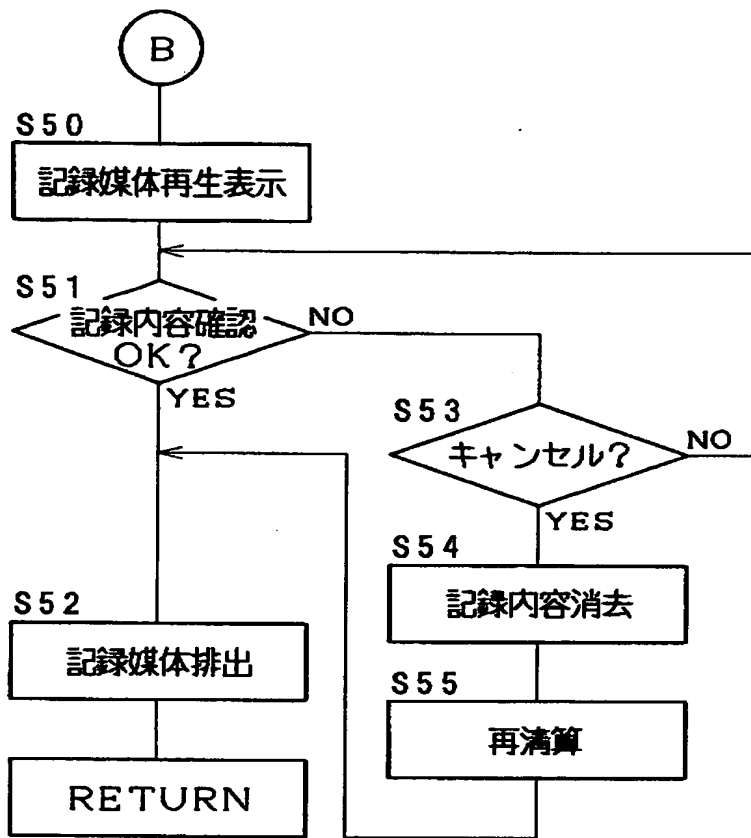 B
S50
記録媒体再生表示
S51
記録内容確認
OK?
NO
YES
S53
キャンセル?
NO
YES
S54
記録内容消去
S52
記録媒体排出
S55
再清算
RETURN